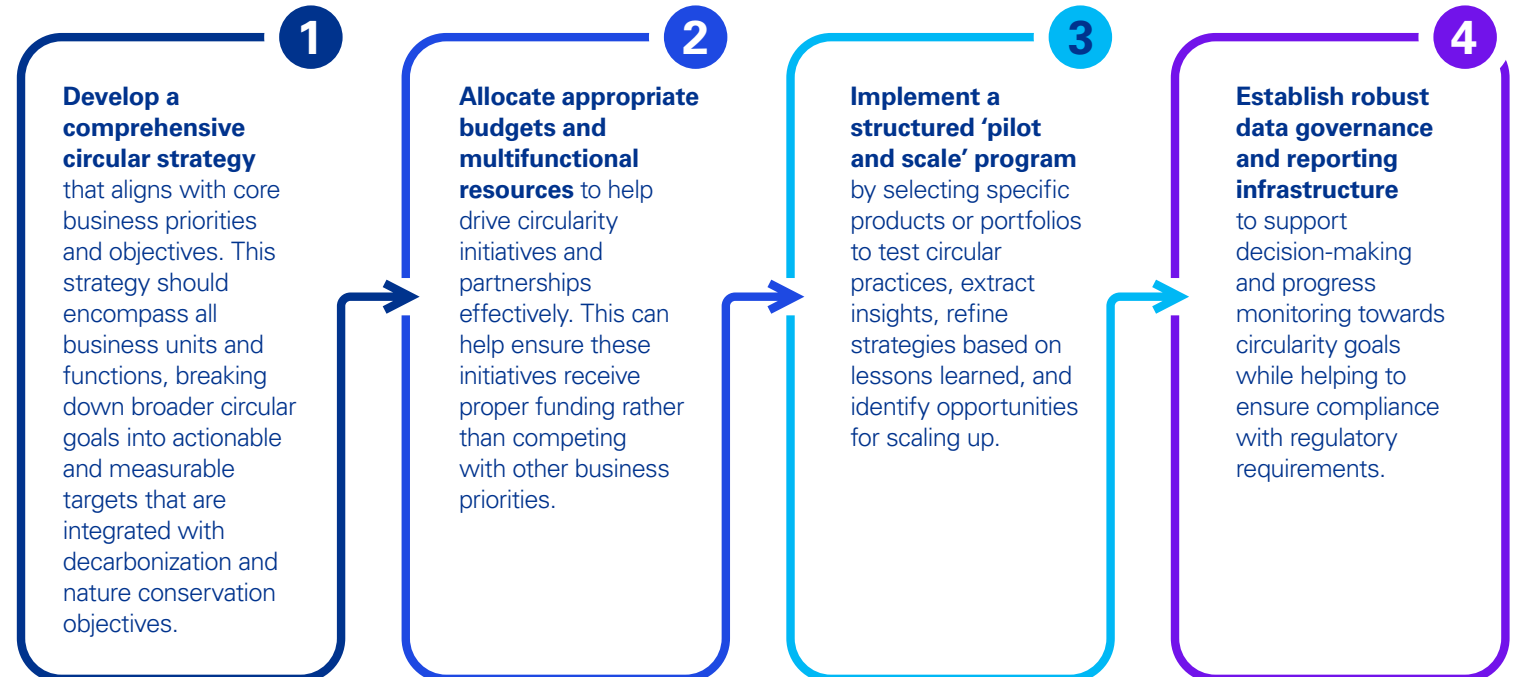 1
Develop a
comprehensive
circular strategy
that aligns with core
business priorities
and objectives. This
strategy should
encompass all
business units and
functions, breaking
down broader circular
goals into actionable
and measurable
targets that are
integrated with
decarbonization and
nature conservation
objectives.
2
Allocate appropriate
budgets and
multifunctional
resources to help
drive circularity
initiatives and
partnerships
effectively. This can
help ensure these
initiatives receive
proper funding rather
than competing
with other business
priorities.
3
Implement a
structured ‘pilot
and scale’ program
by selecting specific
products or portfolios
to test circular
practices, extract
insights, refine
strategies based on
lessons learned, and
identify opportunities
for scaling up.
4
Establish robust
data governance
and reporting
infrastructure
to support
decision-making
and progress
monitoring towards
circularity goals
while helping to
ensure compliance
with regulatory
requirements.